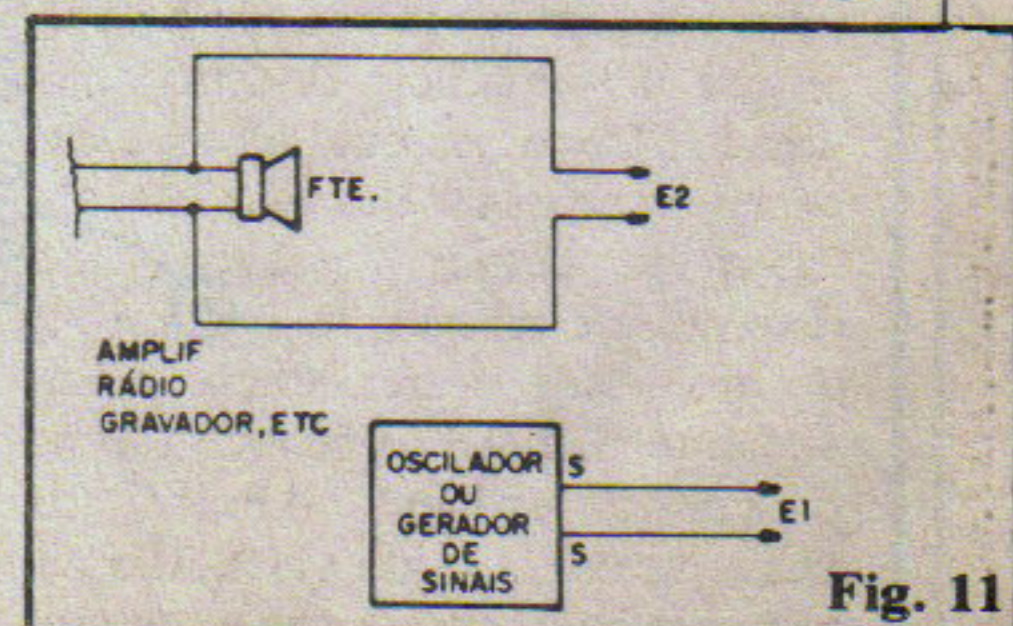 FTE.
E2
AMPLIF
RÁDIO
GRAVADOR, ETC
OSCILADOR
OU
GERADOR
DE
SINAIS
S
S
E1
Fig. 11